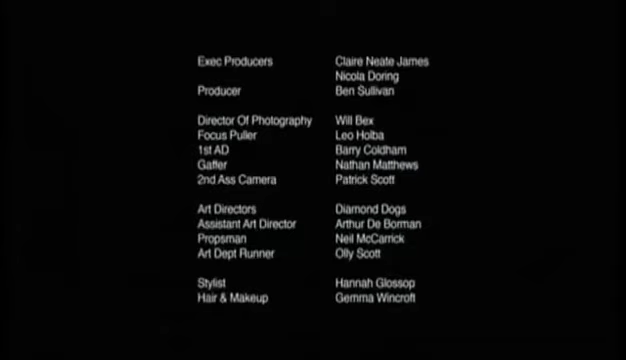 Exec Producers Claire Neate James
Nicola Doring
Producer Ben Sullivan
Director Of Photography Will Bex
Focus Puller Leo Holba
1st AD Barry Coldham
Gaffer Nathan Matthews
2nd Ass Camera Patrick Scott
Art Directors Diamond Dogs
Assistant Art Director Arthur De Borman
Propsman Neil McCarrick
Art Dept Runner Olly Scott
Stylist Hannah Glossop
Hair & Makeup Gemma Wincroft